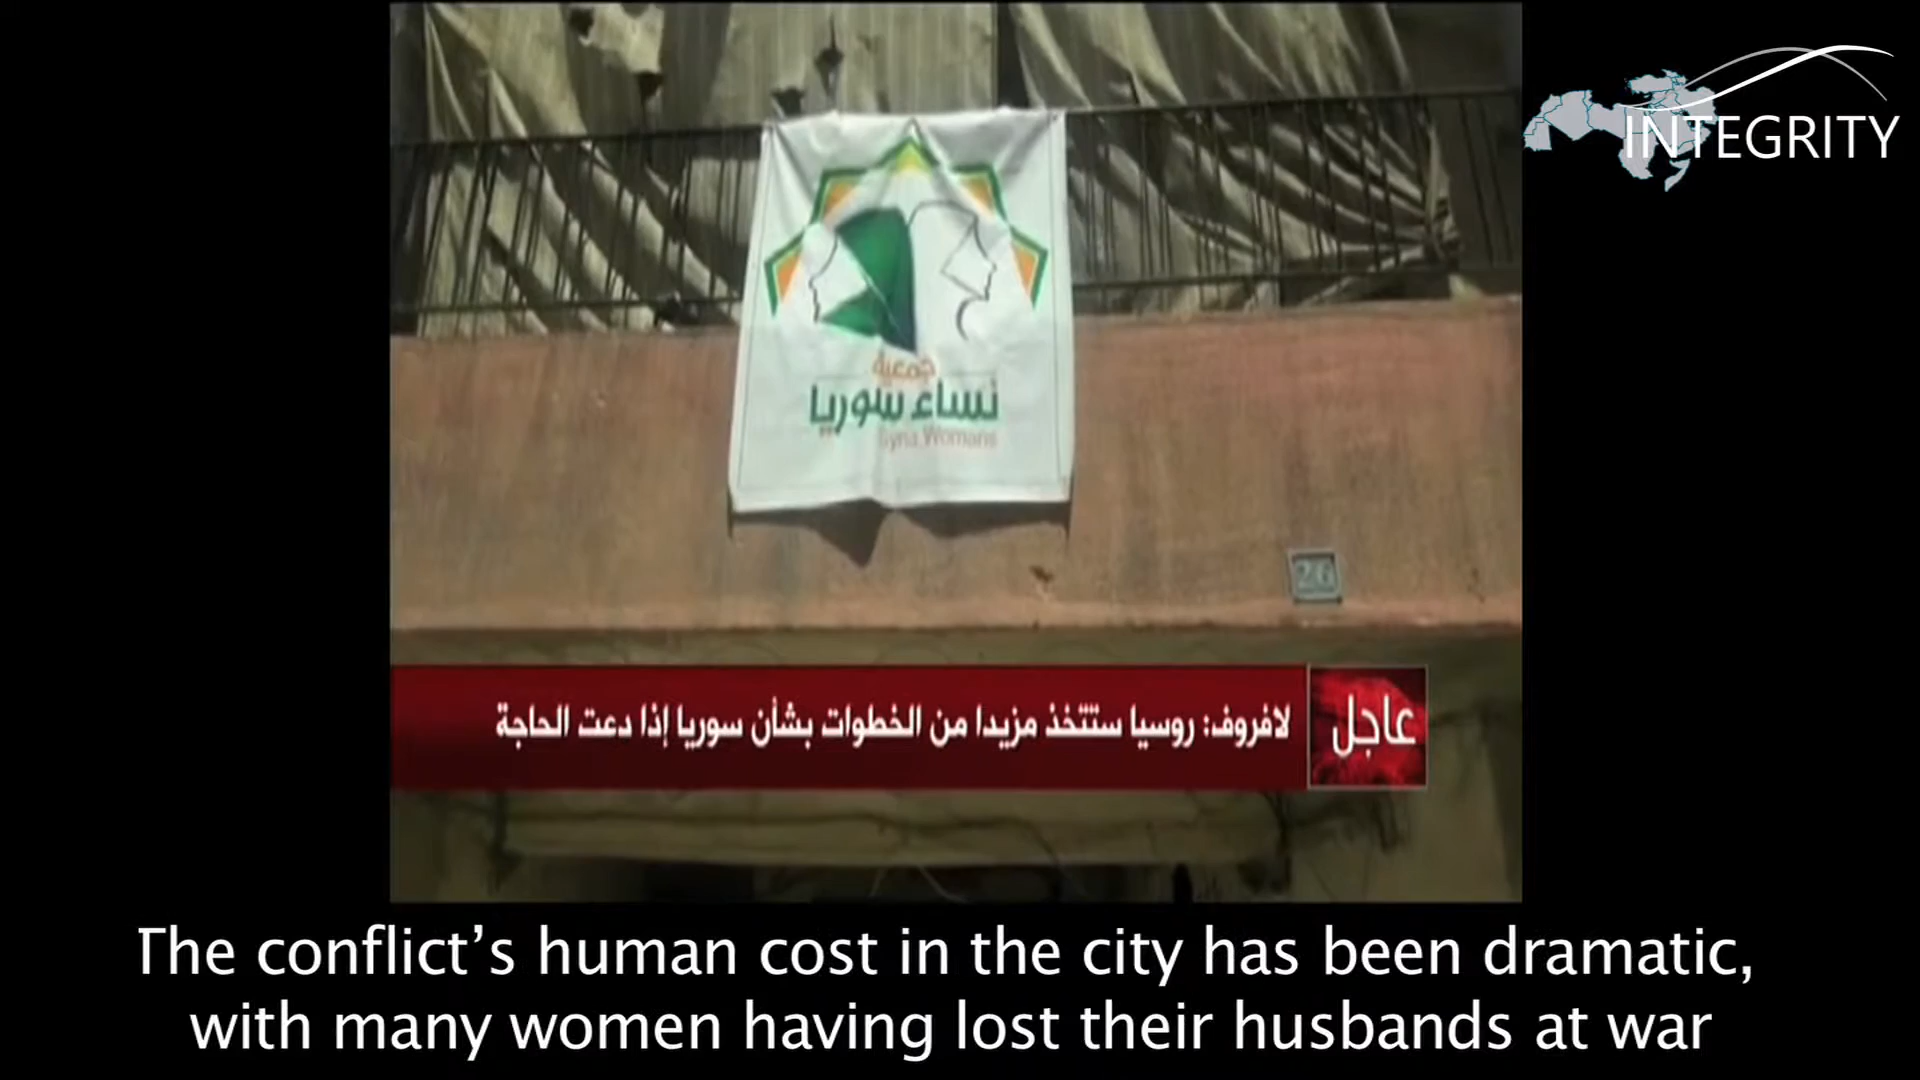 INTEGRITY
جمعية
نساء سوريا
Syria Womans
26
عاجل
لافروف: روسيا ستتخذ مزيدا من الخطوات بشأن سوريا إذا دعت الحاجة
The conflict’s human cost in the city has been dramatic,
with many women having lost their husbands at war